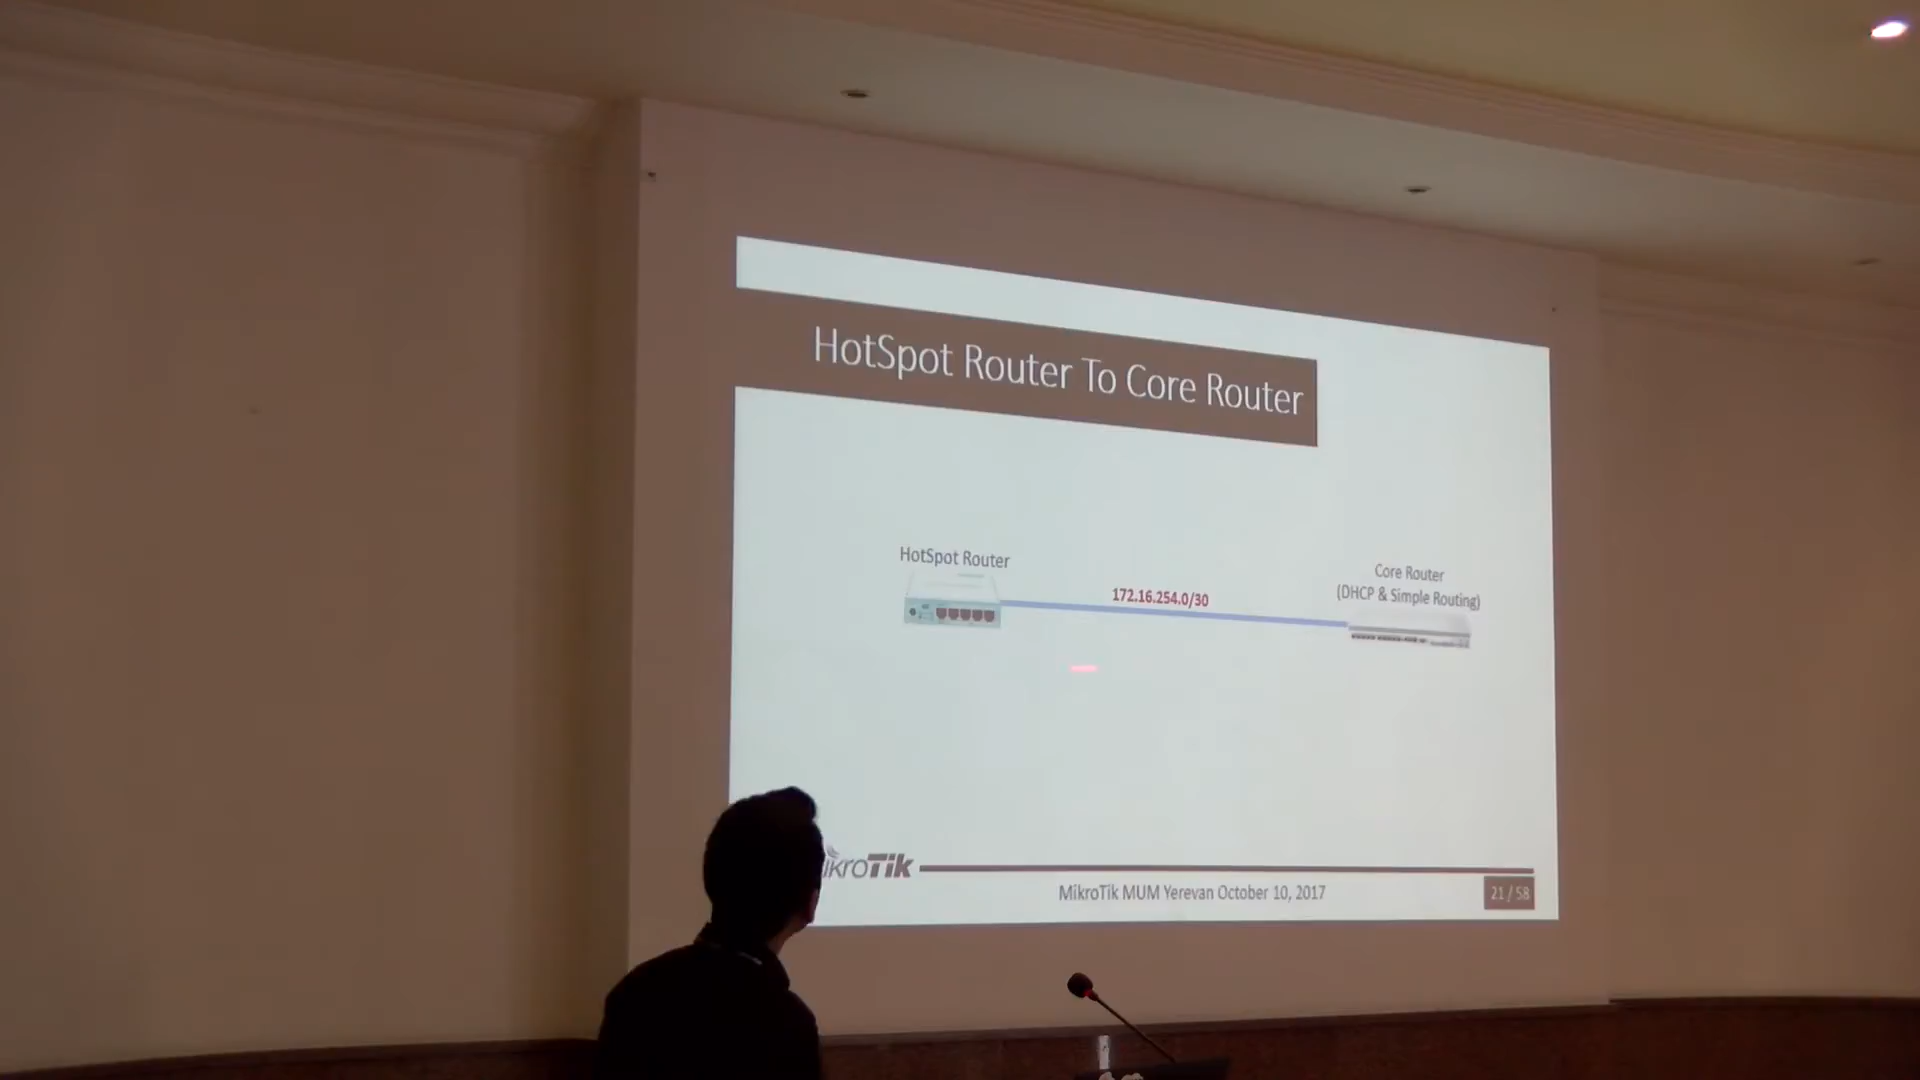 HotSpot Router To Core Router
HotSpot Router
172.16.254.0/30
Core Router
(DHCP & Simple Routing)
ikroTik
MikroTik MUM Yerevan October 10, 2017
21 / 58